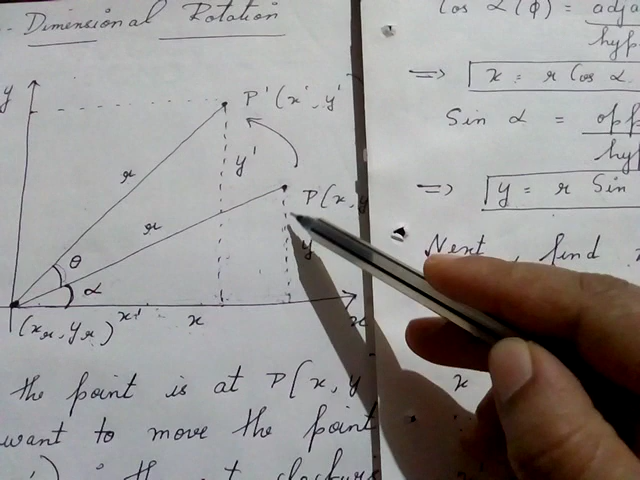 Dimensional Rotation
y
P'(x', y'
r
y'
P(x, y
r
y
θ
α
(xr, yr)
x'
x
x
the point is at P(x, y
want to move the point
Cos α(φ) = adja
hyp
=> x = r Cos α.
Sin α = opp
hyp
=> y = r Sin
Next, find
x